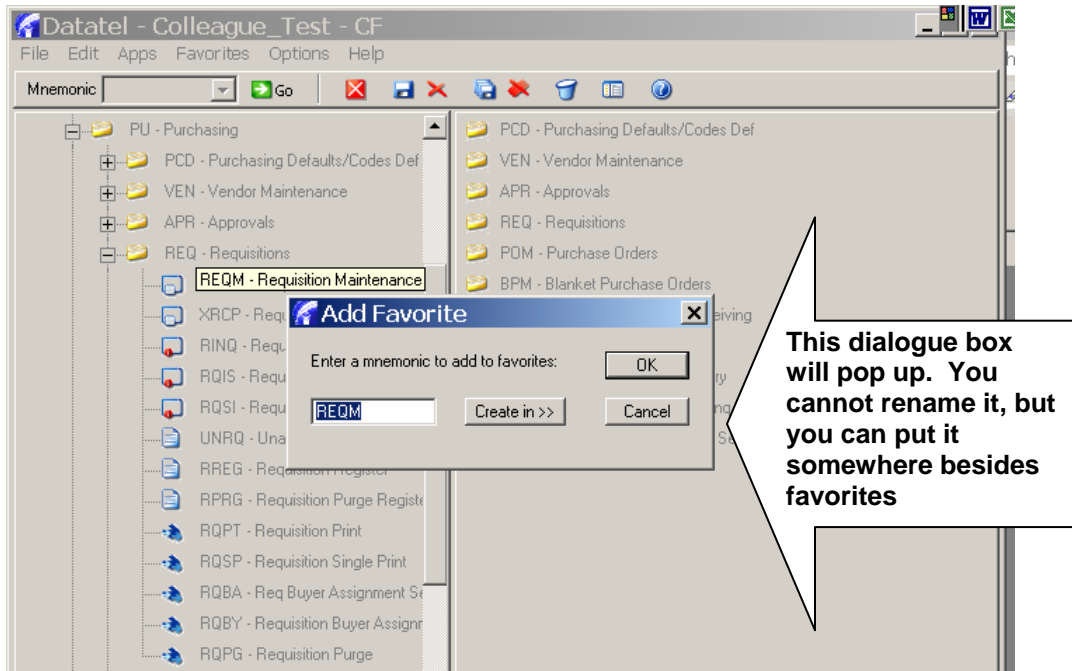 Datatel - Colleague_Test - CF
File Edit Apps Favorites Options Help
Mnemonic Go
PU - Purchasing
PCD - Purchasing Defaults/Codes Def
VEN - Vendor Maintenance
APR - Approvals
REQ - Requisitions
REQM - Requisition Maintenance
XRCP - Requ
RINQ - Requ
RQIS - Requ
RQSI - Requ
UNRQ - Una
RREG - Requisition Register
RPRG - Requisition Purge Registe
RQPT - Requisition Print
RQSP - Requisition Single Print
RQBA - Req Buyer Assignment Se
RQBY - Requisition Buyer Assignr
RQPG - Requisition Purge
PCD - Purchasing Defaults/Codes Def
VEN - Vendor Maintenance
APR - Approvals
REQ - Requisitions
POM - Purchase Orders
BPM - Blanket Purchase Orders
eiving
Add Favorite
Enter a mnemonic to add to favorites:
OK
REQM
Create in >>
Cancel
This dialogue box
will pop up. You
cannot rename it, but
you can put it
somewhere besides
favorites